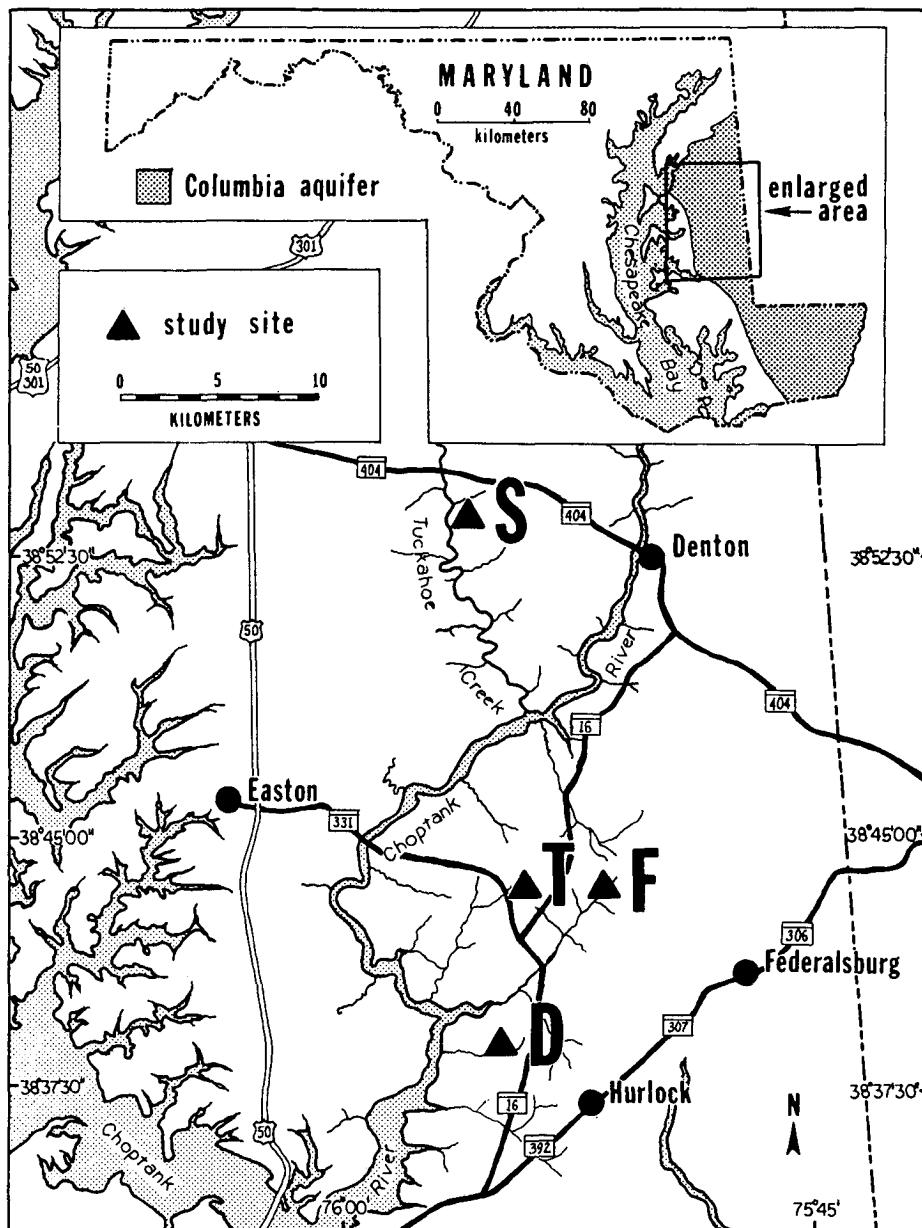 MARYLAND
0 40 80
kilometers
Columbia aquifer
enlarged
area
Chesapeake
Bay
301
study site
0 5 10
KILOMETERS
50
301
404
S
404
Tuckahoe
Creek
Denton
38°52'30"
38°52'30"
50
River
16
404
Easton
331
Choptank
38°45'00"
38°45'00"
T
F
306
Federalsburg
307
D
38°37'30"
38°37'30"
16
Hurlock
N
50
392
Choptank
River
76°00'
75°45'